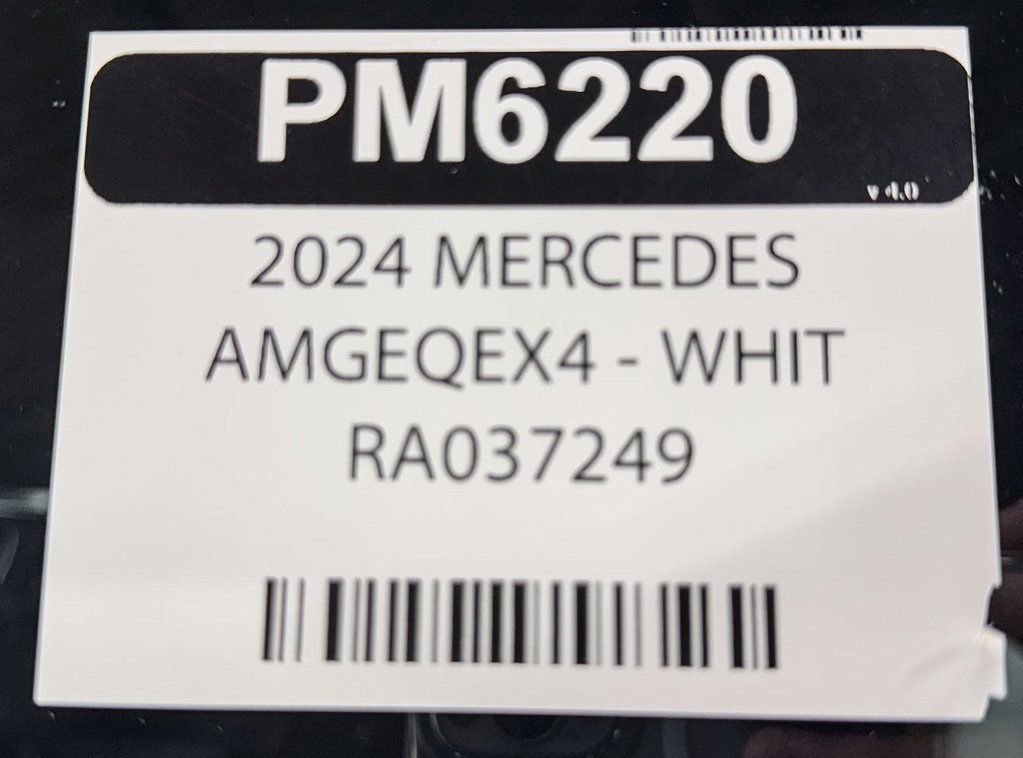 PM6220
v 4.0
2024 MERCEDES
AMGEQEX4 - WHIT
RA037249